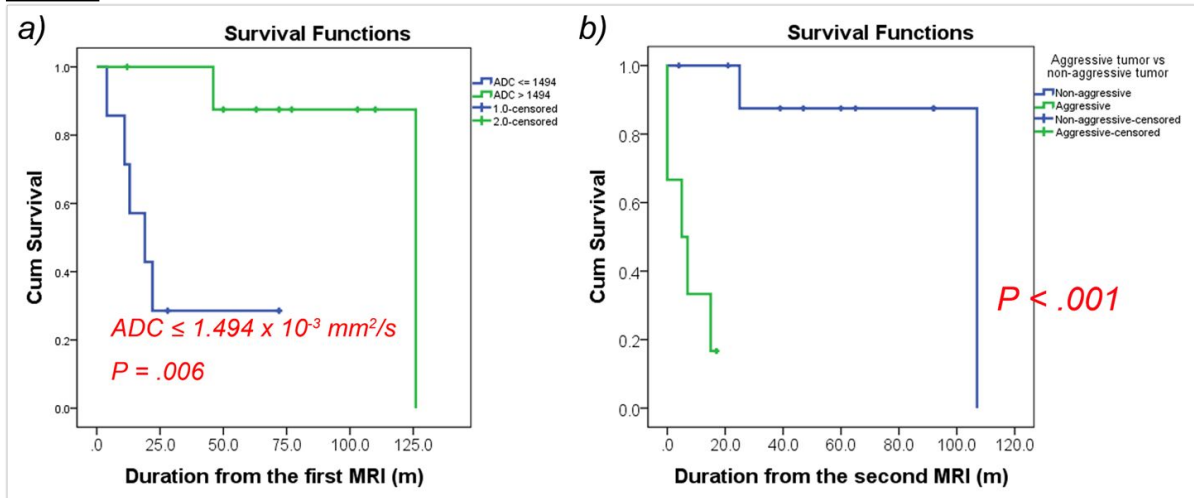 a)
Survival Functions
1.0
0.8
0.6
0.4
0.2
0.0
Cum Survival
ADC <= 1494
ADC > 1494
1.0-censored
2.0-censored
ADC ≤ 1.494 x 10⁻³ mm²/s
P = .006
.0 25.0 50.0 75.0 100.0 125.0
Duration from the first MRI (m)
b)
Survival Functions
1.0
0.8
0.6
0.4
0.2
0.0
Cum Survival
Aggressive tumor vs
non-aggressive tumor
Non-aggressive
Aggressive
Non-aggressive-censored
Aggressive-censored
P < .001
.0 20.0 40.0 60.0 80.0 100.0 120.0
Duration from the second MRI (m)